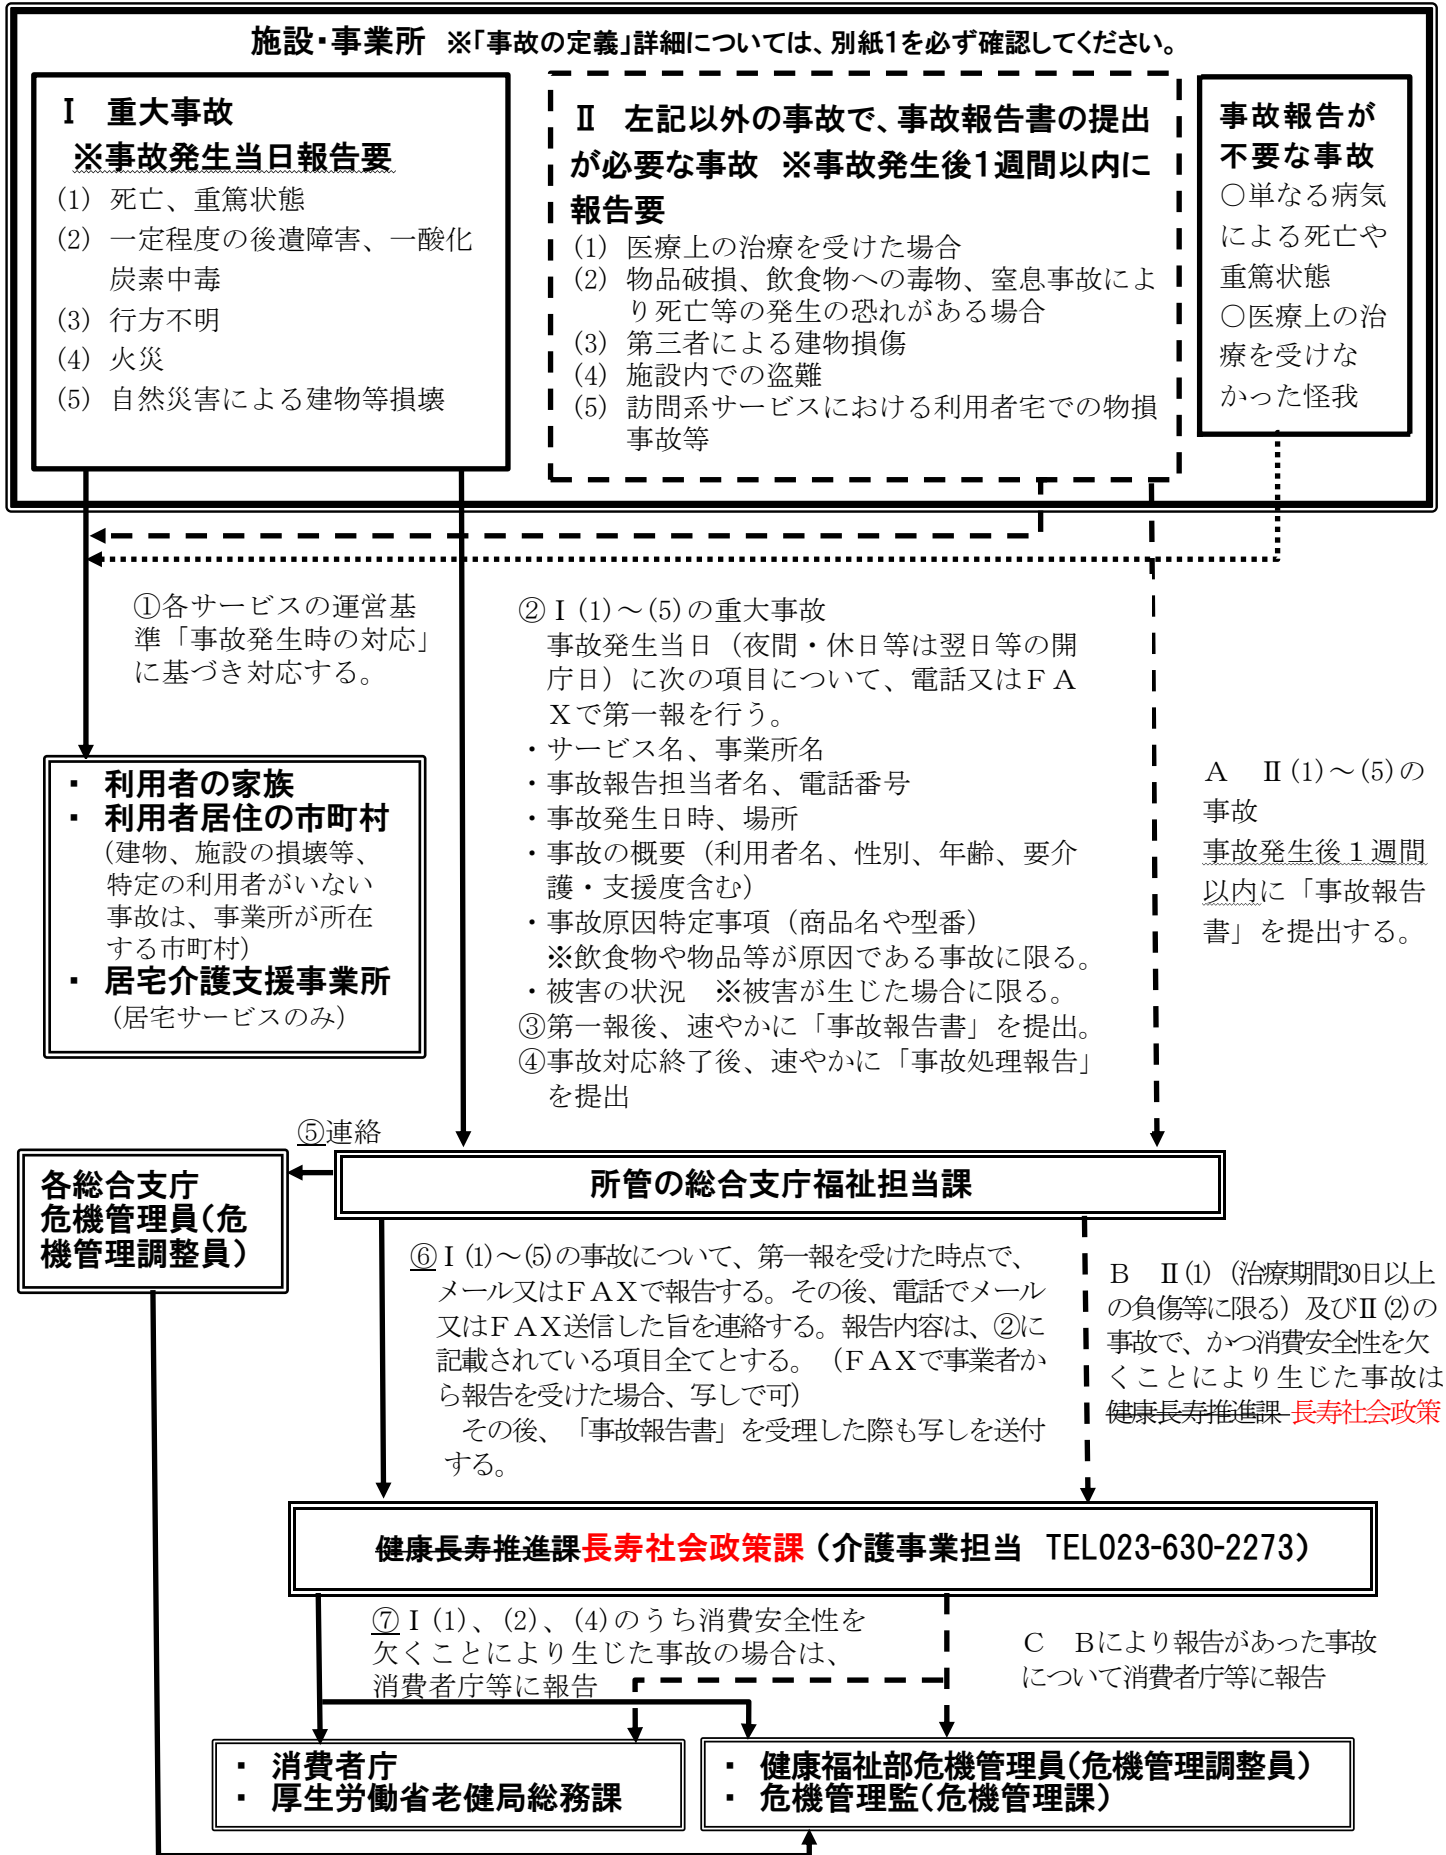 施設・事業所　※「事故の定義」詳細については、別紙1を必ず確認してください。
Ⅰ　重大事故
※事故発生当日報告要
(1) 死亡、重篤状態
(2) 一定程度の後遺障害、一酸化
炭素中毒
(3) 行方不明
(4) 火災
(5) 自然災害による建物等損壊
Ⅱ　左記以外の事故で、事故報告書の提出
が必要な事故　※事故発生後1週間以内に
報告要
(1) 医療上の治療を受けた場合
(2) 物品破損、飲食物への毒物、窒息事故によ
り死亡等の発生の恐れがある場合
(3) 第三者による建物損傷
(4) 施設内での盗難
(5) 訪問系サービスにおける利用者宅での物損
事故等
事故報告が
不要な事故
○単なる病気
による死亡や
重篤状態
○医療上の治
療を受けな
かった怪我
①各サービスの運営基
準「事故発生時の対応」
に基づき対応する。
②Ⅰ(1)～(5)の重大事故
事故発生当日（夜間・休日等は翌日等の開
庁日）に次の項目について、電話又はＦＡ
Ｘで第一報を行う。
・サービス名、事業所名
・事故報告担当者名、電話番号
・事故発生日時、場所
・事故の概要（利用者名、性別、年齢、要介
護・支援度含む）
・事故原因特定事項（商品名や型番）
※飲食物や物品等が原因である事故に限る。
・被害の状況　※被害が生じた場合に限る。
③第一報後、速やかに「事故報告書」を提出。
④事故対応終了後、速やかに「事故処理報告」
を提出
・ 利用者の家族
・ 利用者居住の市町村
（建物、施設の損壊等、
特定の利用者がいない
事故は、事業所が所在
する市町村）
・ 居宅介護支援事業所
（居宅サービスのみ）
Ａ　Ⅱ(1)～(5)の
事故
事故発生後１週間
以内に「事故報告
書」を提出する。
⑤連絡
各総合支庁
危機管理員（危
機管理調整員）
所管の総合支庁福祉担当課
⑥Ⅰ(1)～(5)の事故について、第一報を受けた時点で、
メール又はＦＡＸで報告する。その後、電話でメール
又はＦＡＸ送信した旨を連絡する。報告内容は、②に
記載されている項目全てとする。（ＦＡＸで事業者か
ら報告を受けた場合、写しで可）
その後、「事故報告書」を受理した際も写しを送付
する。
Ｂ　Ⅱ(1)（治療期間30日以上
の負傷等に限る）及びⅡ(2)の
事故で、かつ消費安全性を欠
くことにより生じた事故は
健康長寿推進課 長寿社会政策
健康長寿推進課長寿社会政策課（介護事業担当　TEL023-630-2273）
⑦Ⅰ(1)、(2)、(4)のうち消費安全性を
欠くことにより生じた事故の場合は、
消費者庁等に報告
Ｃ　Ｂにより報告があった事故
について消費者庁等に報告
・ 消費者庁
・ 厚生労働省老健局総務課
・ 健康福祉部危機管理員（危機管理調整員）
・ 危機管理監（危機管理課）